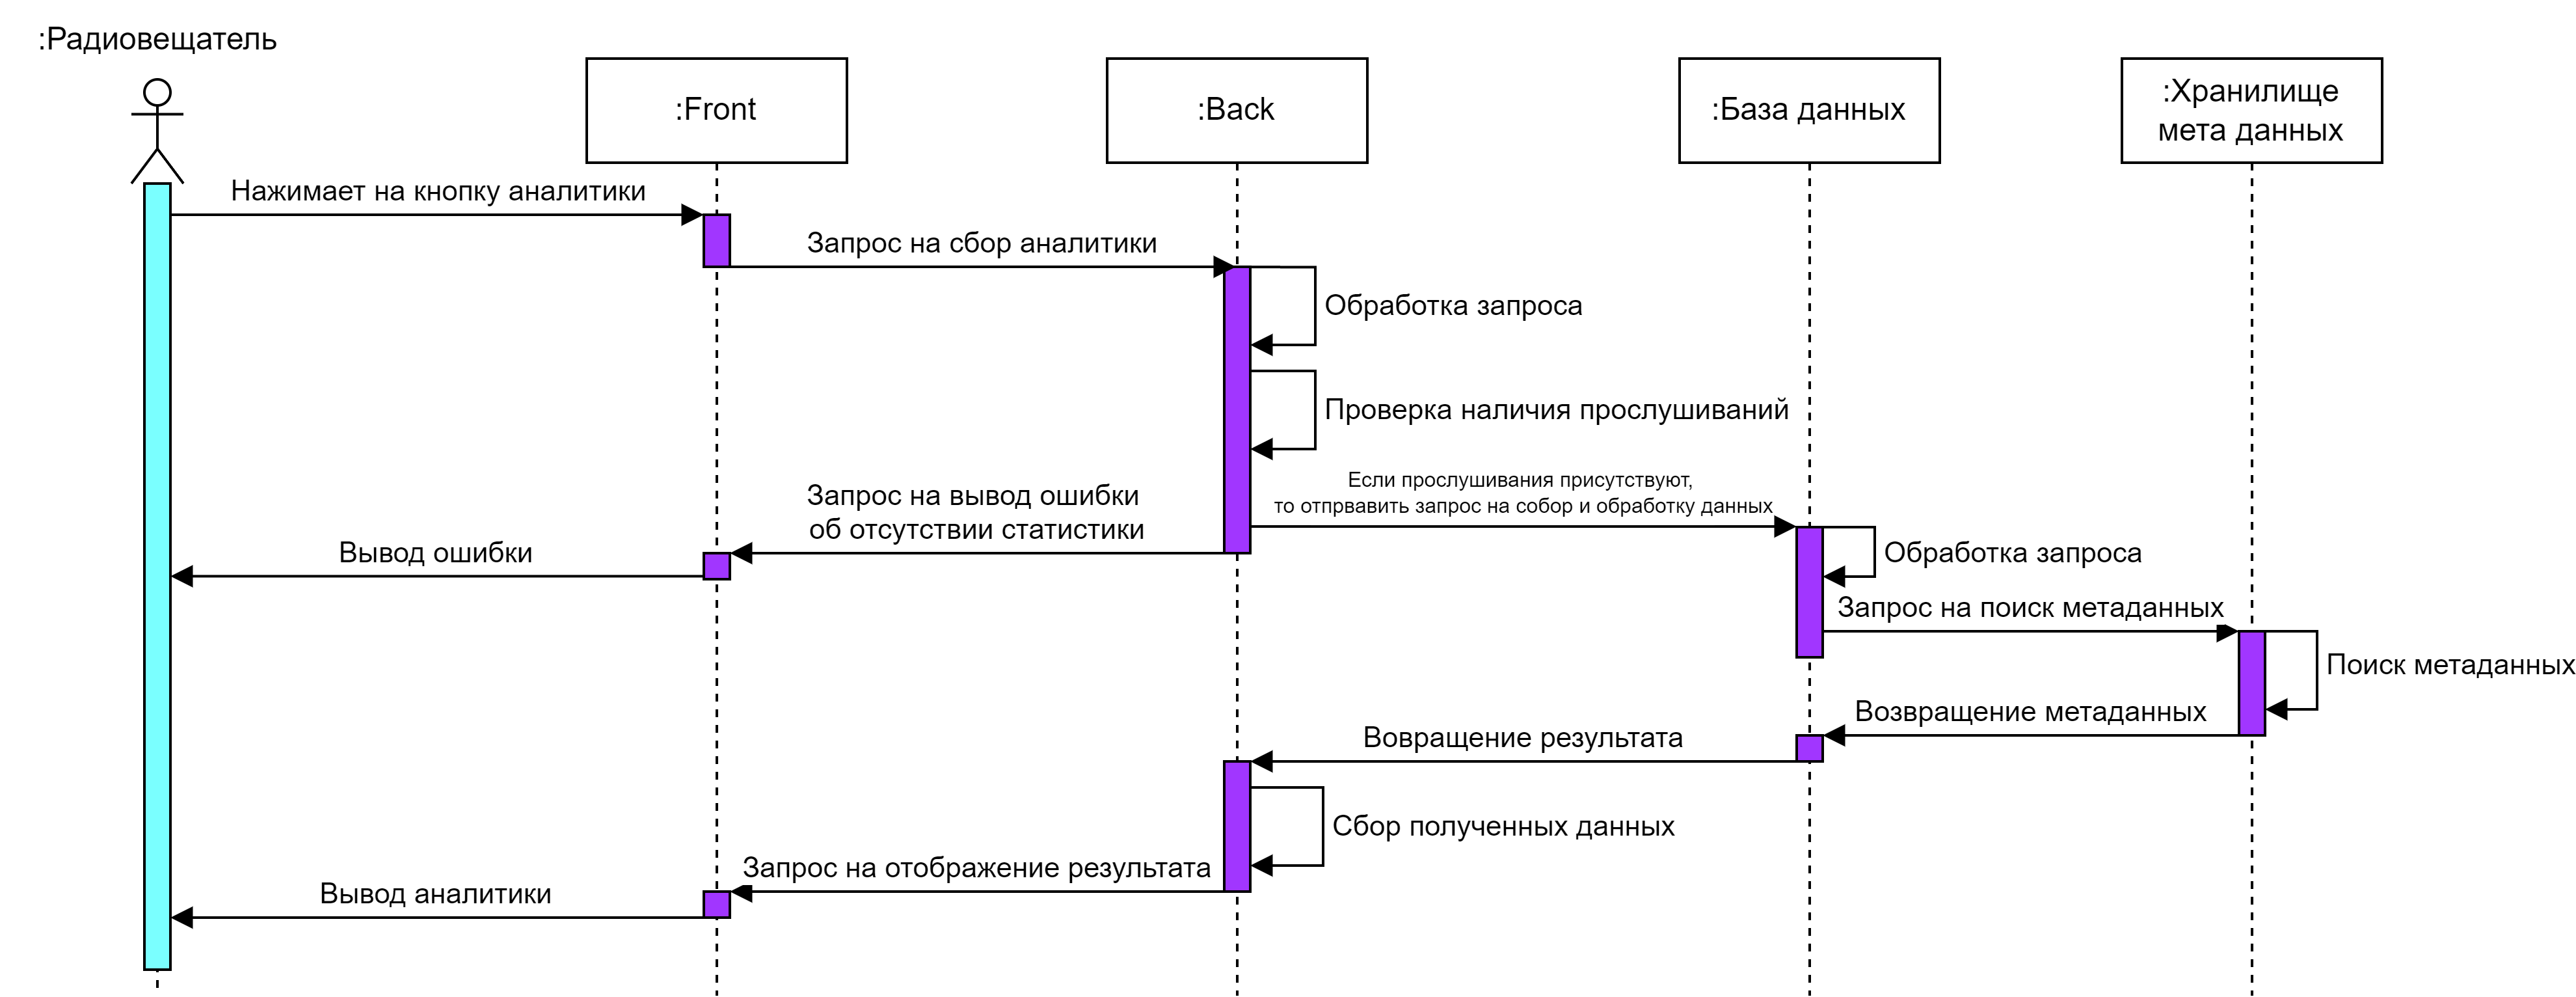 :Радиовещатель
:Front
:Back
:База данных
:Хранилище
мета данных
Нажимает на кнопку аналитики
Запрос на сбор аналитики
Обработка запроса
Проверка наличия прослушиваний
Если прослушивания присутствуют,
то отпрвавить запрос на собор и обработку данных
Запрос на вывод ошибки
об отсутствии статистики
Вывод ошибки
Обработка запроса
Запрос на поиск метаданных
Поиск метаданных
Возвращение метаданных
Вовращение результата
Сбор полученных данных
Запрос на отображение результата
Вывод аналитики